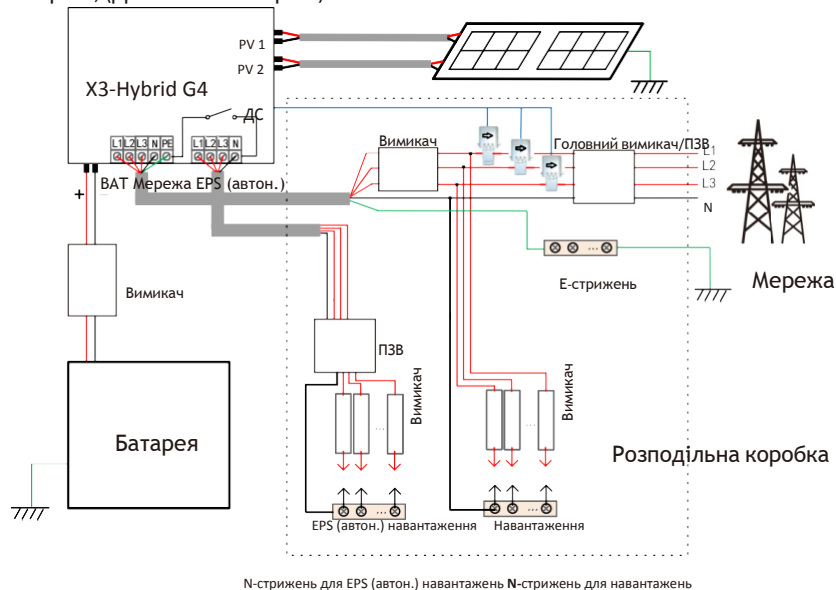 PV 1
PV 2
X3-Hybrid G4
ДС
L1 L2 L3 N PE L1 L2 L3 N
BAT Мережа EPS (автон.)
+
Вимикач
Головний вимикач/ПЗВ
L1
L2
L3
N
Е-стрижень
Мережа
Вимикач
ПЗВ
Вимикач
Вимикач
Батарея
Розподільна коробка
...
...
...
...
...
EPS (автон.) навантаження
Навантаження
N-стрижень для EPS (автон.) навантажень N-стрижень для навантажень